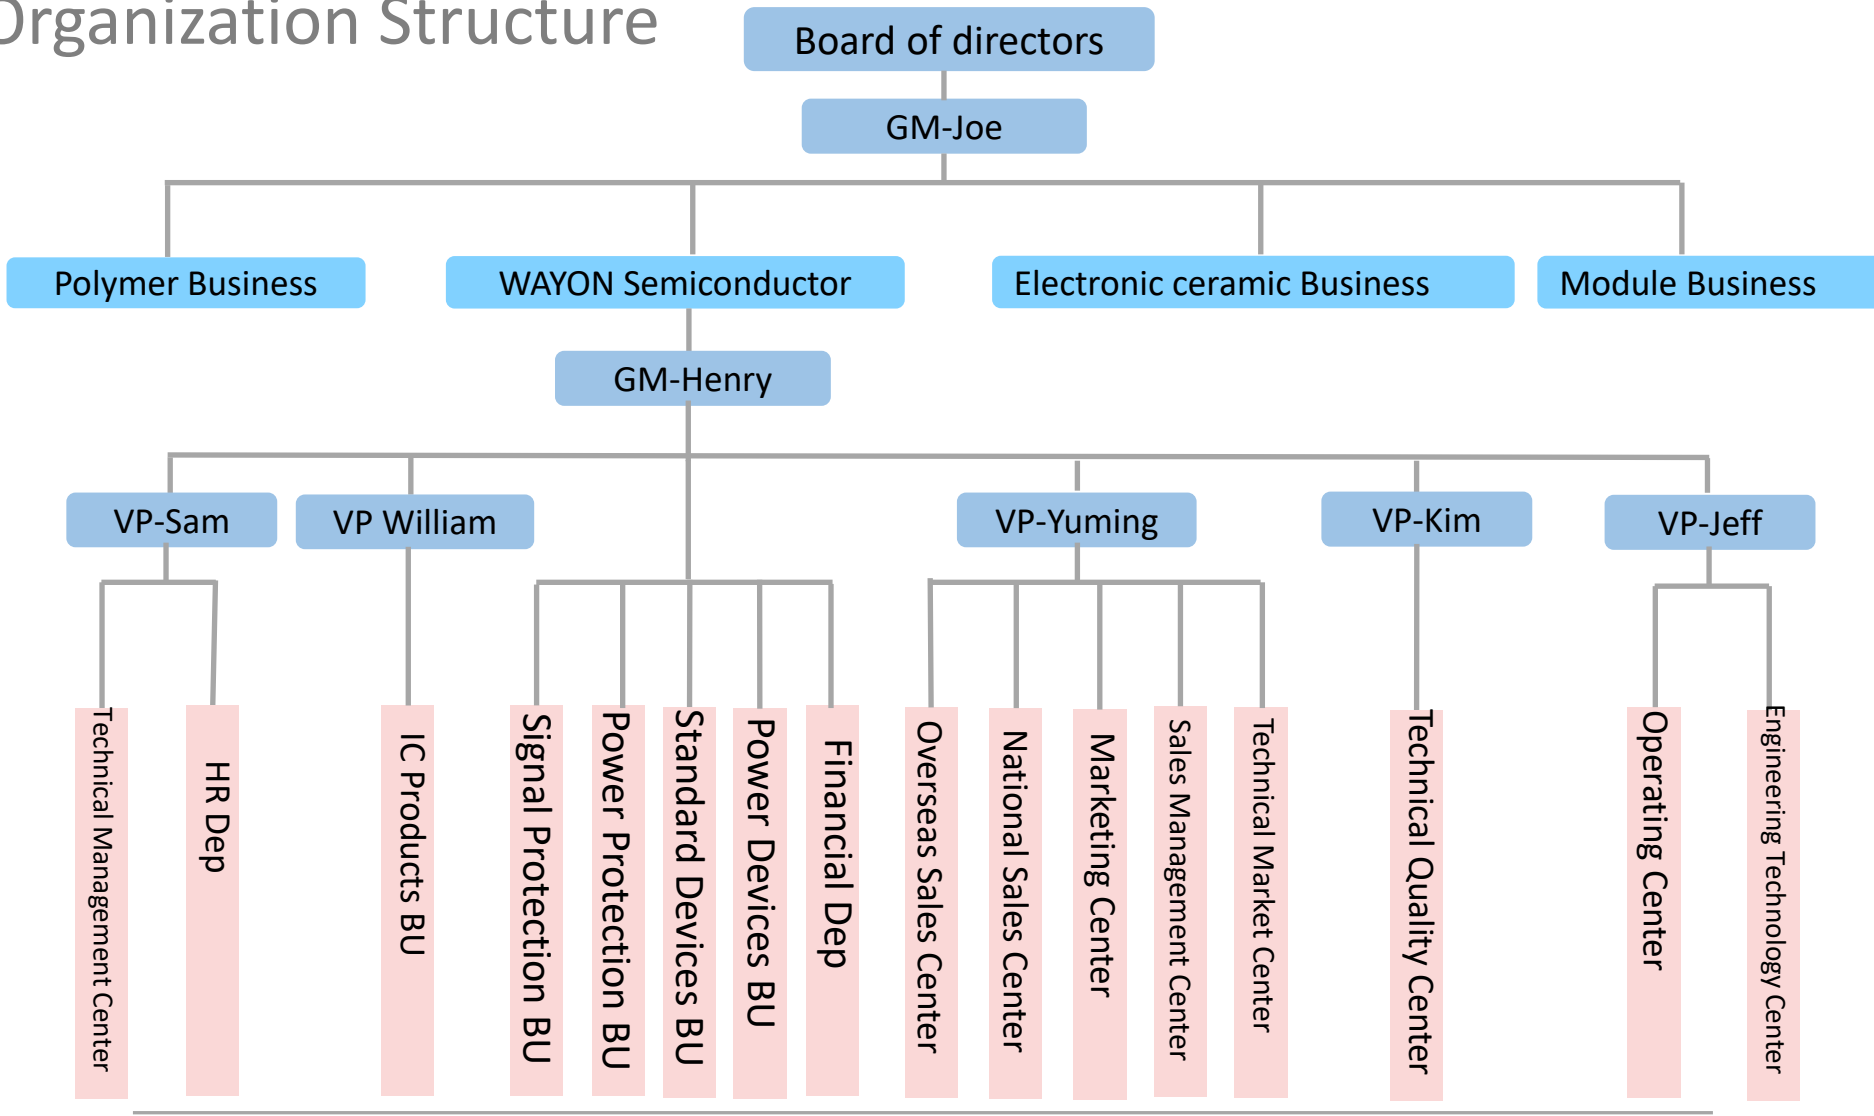 Organization Structure
Board of directors
GM-Joe
Polymer Business
WAYON Semiconductor
Electronic ceramic Business
Module Business
GM-Henry
VP-Sam
VP William
VP-Yuming
VP-Kim
VP-Jeff
Technical Management Center
HR Dep
IC Products BU
Signal Protection BU
Power Protection BU
Standard Devices BU
Power Devices BU
Financial Dep
Overseas Sales Center
National Sales Center
Marketing Center
Sales Management Center
Technical Market Center
Technical Quality Center
Operating Center
Engineering Technology Center